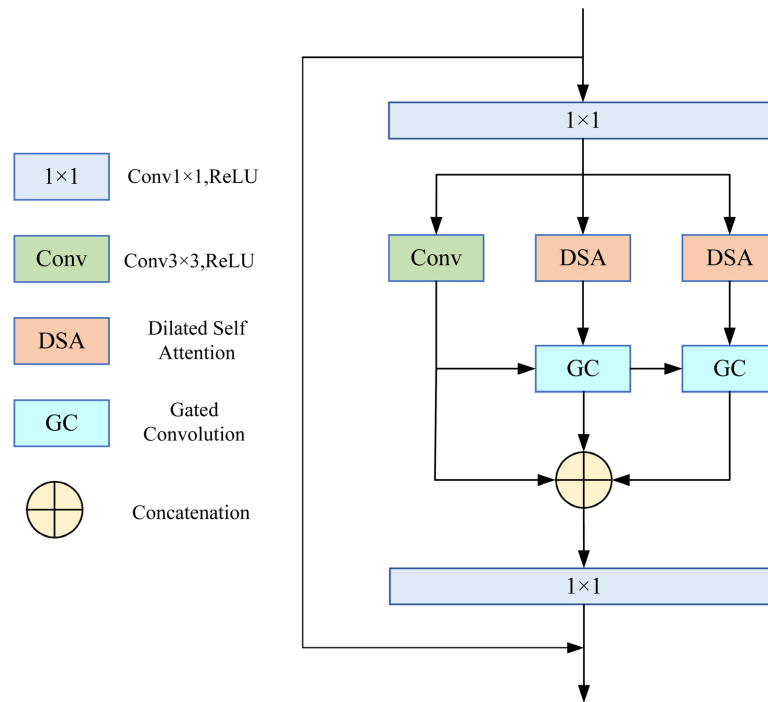 1×1
1×1
Conv1×1,ReLU
Conv
DSA
DSA
Conv
Conv3×3,ReLU
DSA
Dilated Self
Attention
GC
GC
GC
Gated
Convolution
Concatenation
1×1